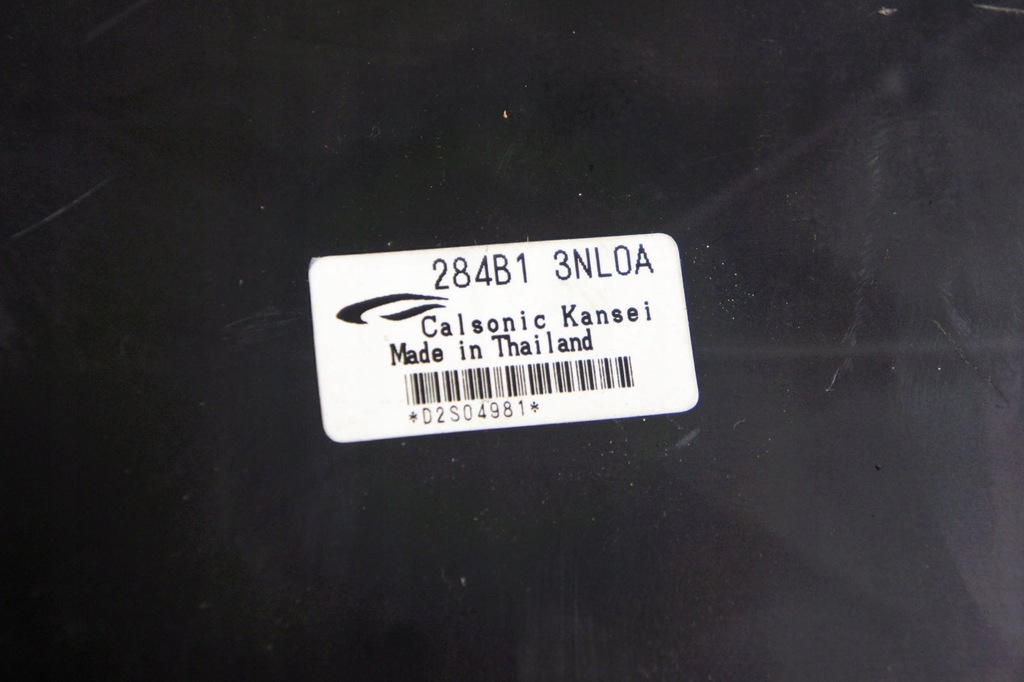 284B1 3NL0A
Calsonic Kansei
Made in Thailand
*D2S04981*